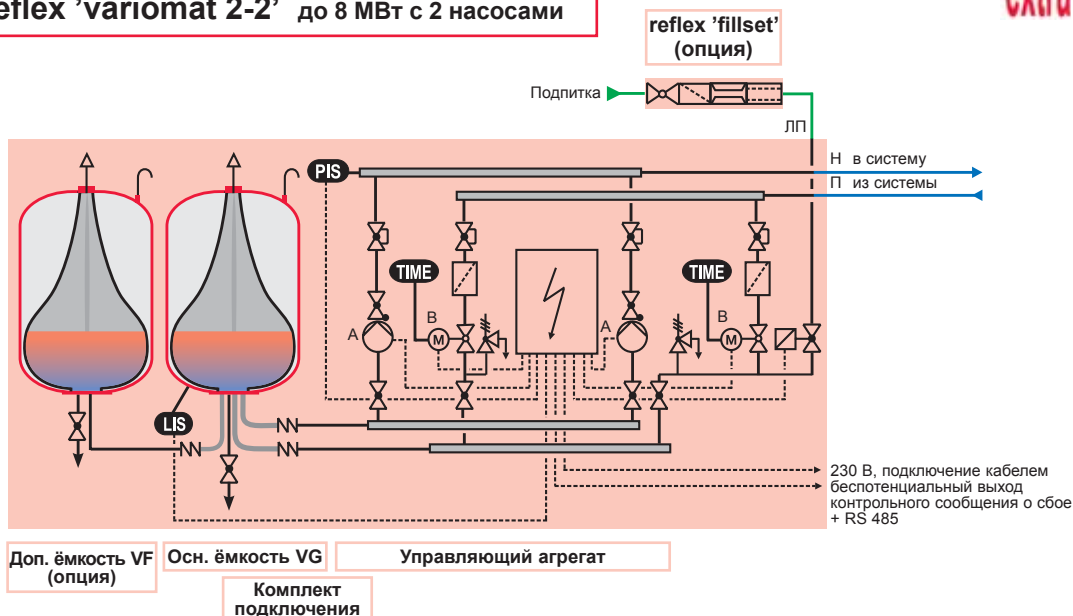 eflex 'variomat 2-2' до 8 МВт с 2 насосами
extra
reflex 'fillset'
(опция)
Подпитка
ЛП
Н в систему
П из системы
PIS
TIME
TIME
A
B
M
A
B
M
LIS
230 В, подключение кабелем
беспотенциальный выход
контрольного сообщения о сбое
+ RS 485
Доп. ёмкость VF
(опция)
Осн. ёмкость VG
Управляющий агрегат
Комплект
подключения